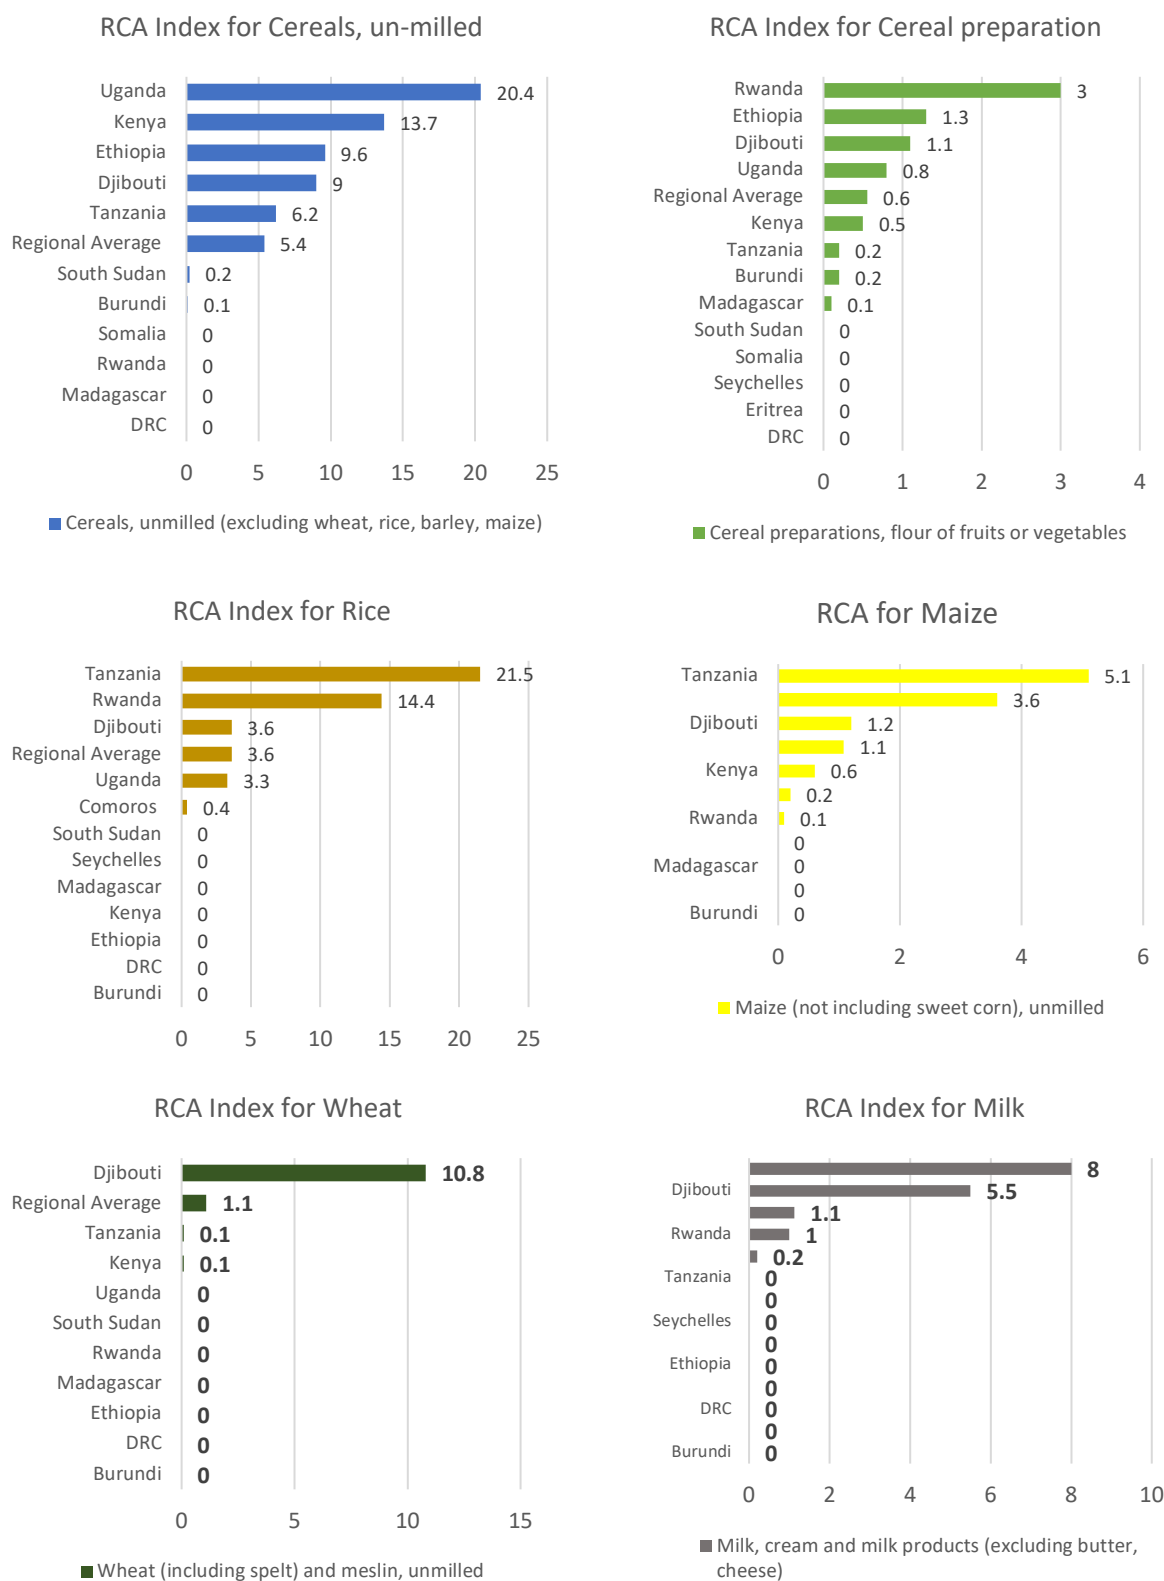 RCA Index for Cereals, un-milled
Uganda 20.4
Kenya 13.7
Ethiopia 9.6
Djibouti 9
Tanzania 6.2
Regional Average 5.4
South Sudan 0.2
Burundi 0.1
Somalia 0
Rwanda 0
Madagascar 0
DRC 0
0 5 10 15 20 25
Cereals, unmilled (excluding wheat, rice, barley, maize)
RCA Index for Cereal preparation
Rwanda 3
Ethiopia 1.3
Djibouti 1.1
Uganda 0.8
Regional Average 0.6
Kenya 0.5
Tanzania 0.2
Burundi 0.2
Madagascar 0.1
South Sudan 0
Somalia 0
Seychelles 0
Eritrea 0
DRC 0
0 1 2 3 4
Cereal preparations, flour of fruits or vegetables
RCA Index for Rice
Tanzania 21.5
Rwanda 14.4
Djibouti 3.6
Regional Average 3.6
Uganda 3.3
Comoros 0.4
South Sudan 0
Seychelles 0
Madagascar 0
Kenya 0
Ethiopia 0
DRC 0
Burundi 0
0 5 10 15 20 25
RCA for Maize
Tanzania 5.1
3.6
Djibouti 1.2
1.1
Kenya 0.6
0.2
Rwanda 0.1
0
Madagascar 0
0
Burundi 0
0 2 4 6
Maize (not including sweet corn), unmilled
RCA Index for Wheat
Djibouti 10.8
Regional Average 1.1
Tanzania 0.1
Kenya 0.1
Uganda 0
South Sudan 0
Rwanda 0
Madagascar 0
Ethiopia 0
DRC 0
Burundi 0
0 5 10 15
Wheat (including spelt) and meslin, unmilled
RCA Index for Milk
8
Djibouti 5.5
1.1
Rwanda 1
0.2
Tanzania 0
0
Seychelles 0
0
Ethiopia 0
0
DRC 0
0
Burundi 0
0 2 4 6 8 10
Milk, cream and milk products (excluding butter,
cheese)